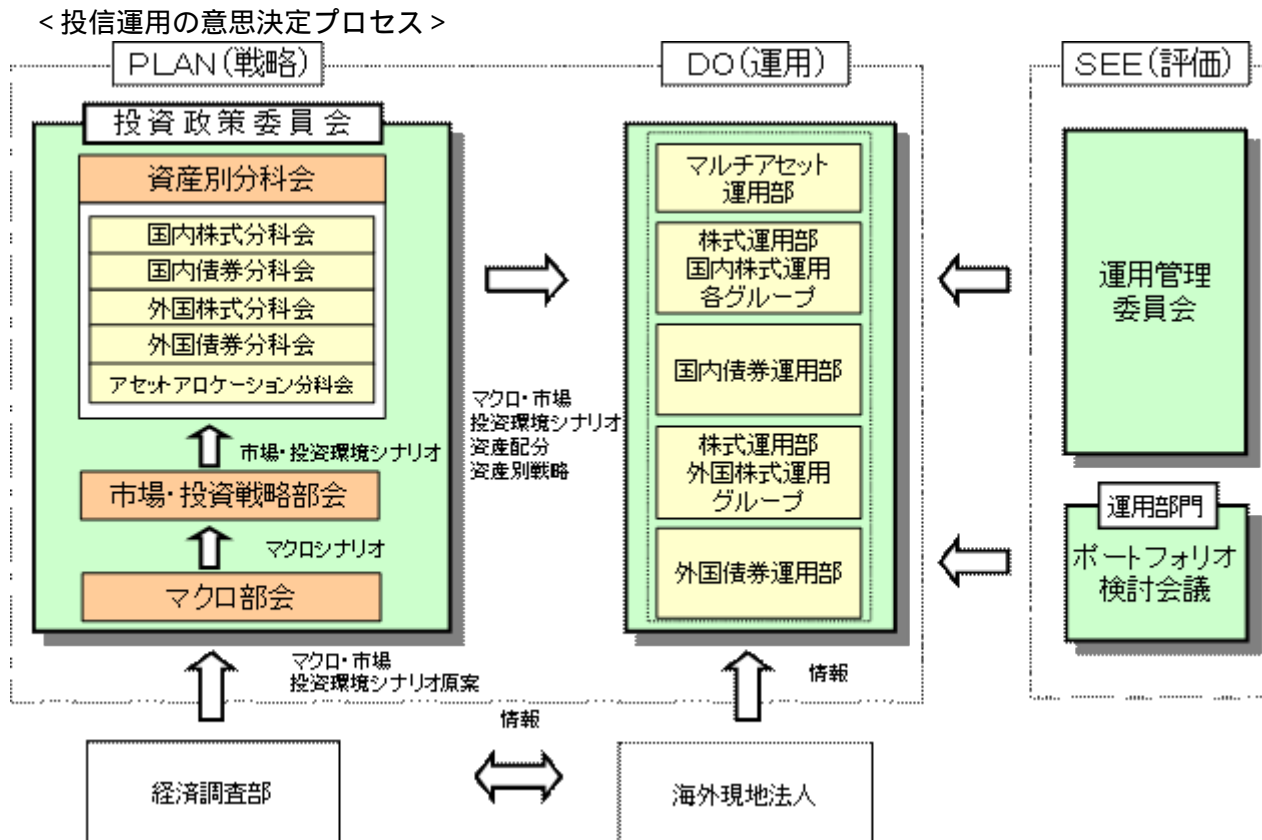 <投信運用の意思決定プロセス>
PLAN(戦略)
投資政策委員会
資産別分科会
国内株式分科会
国内債券分科会
外国株式分科会
外国債券分科会
アセットアロケーション分科会
市場・投資環境シナリオ
市場・投資戦略部会
マクロシナリオ
マクロ部会
マクロ・市場
投資環境シナリオ原案
経済調査部
マクロ・市場
投資環境シナリオ
資産配分
資産別戦略
情報
DO(運用)
マルチアセット
運用部
株式運用部
国内株式運用
各グループ
国内債券運用部
株式運用部
外国株式運用
グループ
外国債券運用部
情報
海外現地法人
SEE(評価)
運用管理
委員会
運用部門
ポートフォリオ
検討会議